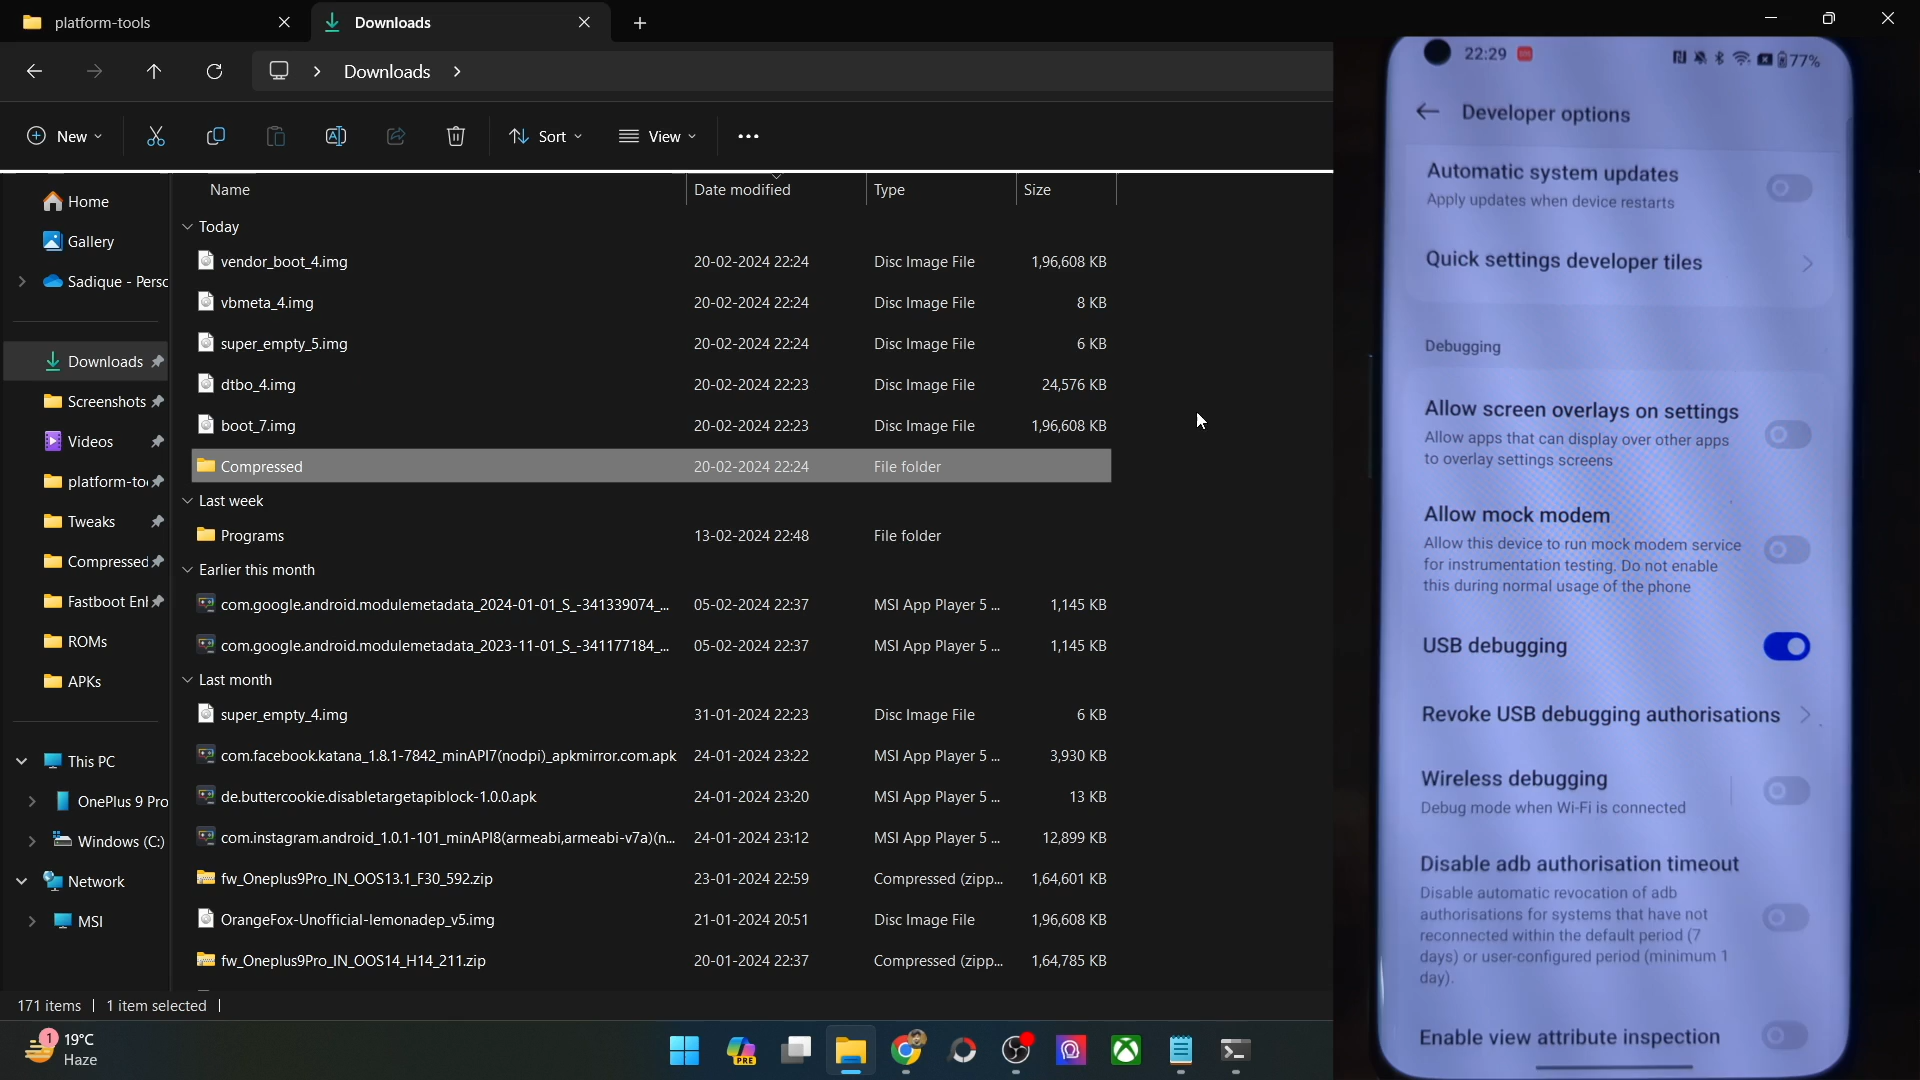 platform-tools
Downloads
Downloads
New
Sort
View
Name
Date modified
Type
Size
Home
Gallery
Sadique - Persc
Downloads
Screenshots
Videos
platform-to
Tweaks
Compressed
Fastboot Enl
ROMs
APKs
This PC
OnePlus 9 Pro
Windows (C:)
Network
MSI
Today
vendor_boot_4.img 20-02-2024 22:24 Disc Image File 1,96,608 KB
vbmeta_4.img 20-02-2024 22:24 Disc Image File 8 KB
super_empty_5.img 20-02-2024 22:24 Disc Image File 6 KB
dtbo_4.img 20-02-2024 22:23 Disc Image File 24,576 KB
boot_7.img 20-02-2024 22:23 Disc Image File 1,96,608 KB
Compressed 20-02-2024 22:24 File folder
Last week
Programs 13-02-2024 22:48 File folder
Earlier this month
com.google.android.modulemetadata_2024-01-01_S_-341339074_... 05-02-2024 22:37 MSI App Player 5 ... 1,145 KB
com.google.android.modulemetadata_2023-11-01_S_-341177184_... 05-02-2024 22:37 MSI App Player 5 ... 1,145 KB
Last month
super_empty_4.img 31-01-2024 22:23 Disc Image File 6 KB
com.facebook.katana_1.8.1-7842_minAPI7(nodpi)_apkmirror.com.apk 24-01-2024 23:22 MSI App Player 5 ... 3,930 KB
de.buttercookie.disabletargetapiblock-1.0.0.apk 24-01-2024 23:20 MSI App Player 5 ... 13 KB
com.instagram.android_1.0.1-101_minAPI8(armeabi,armeabi-v7a)(n... 24-01-2024 23:12 MSI App Player 5 ... 12,899 KB
fw_Oneplus9Pro_IN_OOS13.1_F30_592.zip 23-01-2024 22:59 Compressed (zipp... 1,64,601 KB
OrangeFox-Unofficial-lemonadep_v5.img 21-01-2024 20:51 Disc Image File 1,96,608 KB
fw_Oneplus9Pro_IN_OOS14_H14_211.zip 20-01-2024 22:37 Compressed (zipp... 1,64,785 KB
171 items
1 item selected
1
19°C
Haze
PRE
22:29
77%
Developer options
Automatic system updates
Apply updates when device restarts
Quick settings developer tiles
Debugging
Allow screen overlays on settings
Allow apps that can display over other apps
to overlay settings screens
Allow mock modem
Allow this device to run mock modem service
for instrumentation testing. Do not enable
this during normal usage of the phone
USB debugging
Revoke USB debugging authorisations
Wireless debugging
Debug mode when Wi-Fi is connected
Disable adb authorisation timeout
Disable automatic revocation of adb
authorisations for systems that have not
reconnected within the default period (7
days) or user-configured period (minimum 1
day).
Enable view attribute inspection